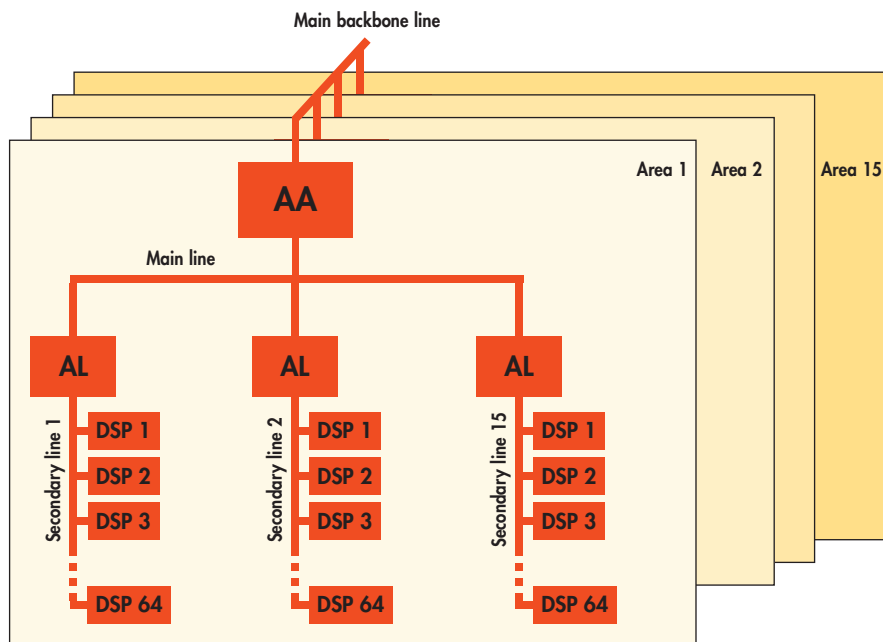 Main backbone line
Area 1
Area 2
Area 15
AA
Main line
AL
AL
AL
Secondary line 1
DSP 1
DSP 2
DSP 3
DSP 64
Secondary line 2
DSP 1
DSP 2
DSP 3
DSP 64
Secondary line 15
DSP 1
DSP 2
DSP 3
DSP 64